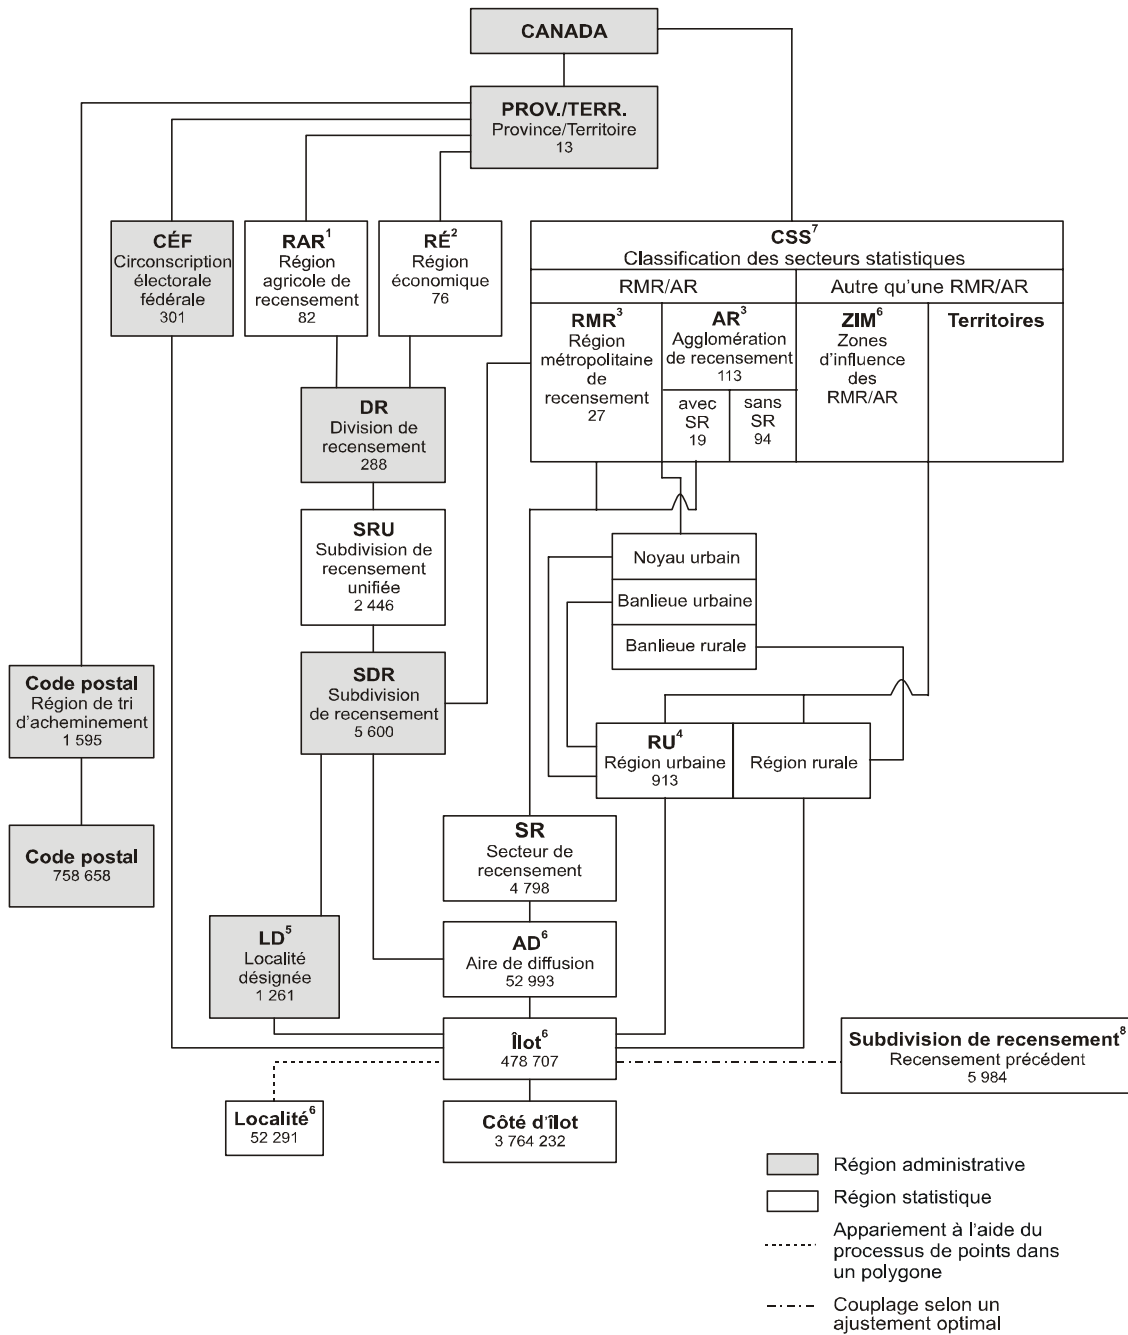 CANADA
PROV./TERR.
Province/Territoire
13
CÉF
Circonscription
électorale
fédérale
301
RAR1
Région
agricole de
recensement
82
RÉ2
Région
économique
76
CSS7
Classification des secteurs statistiques
RMR/AR
Autre qu'une RMR/AR
RMR3
Région
métropolitaine
de
recensement
27
AR3
Agglomération
de recensement
113
avec
SR
19
sans
SR
94
ZIM6
Zones
d'influence
des
RMR/AR
Territoires
DR
Division de
recensement
288
SRU
Subdivision de
recensement
unifiée
2 446
Noyau urbain
Banlieue urbaine
Banlieue rurale
SDR
Subdivision
de recensement
5 600
Code postal
Région de tri
d'acheminement
1 595
RU4
Région urbaine
913
Région rurale
Code postal
758 658
SR
Secteur de
recensement
4 798
LD5
Localité
désignée
1 261
AD6
Aire de diffusion
52 993
Îlot6
478 707
Subdivision de recensement8
Recensement précédent
5 984
Localité6
52 291
Côté d'îlot
3 764 232
Région administrative
Région statistique
Appariement à l'aide du
processus de points dans
un polygone
Couplage selon un
ajustement optimal